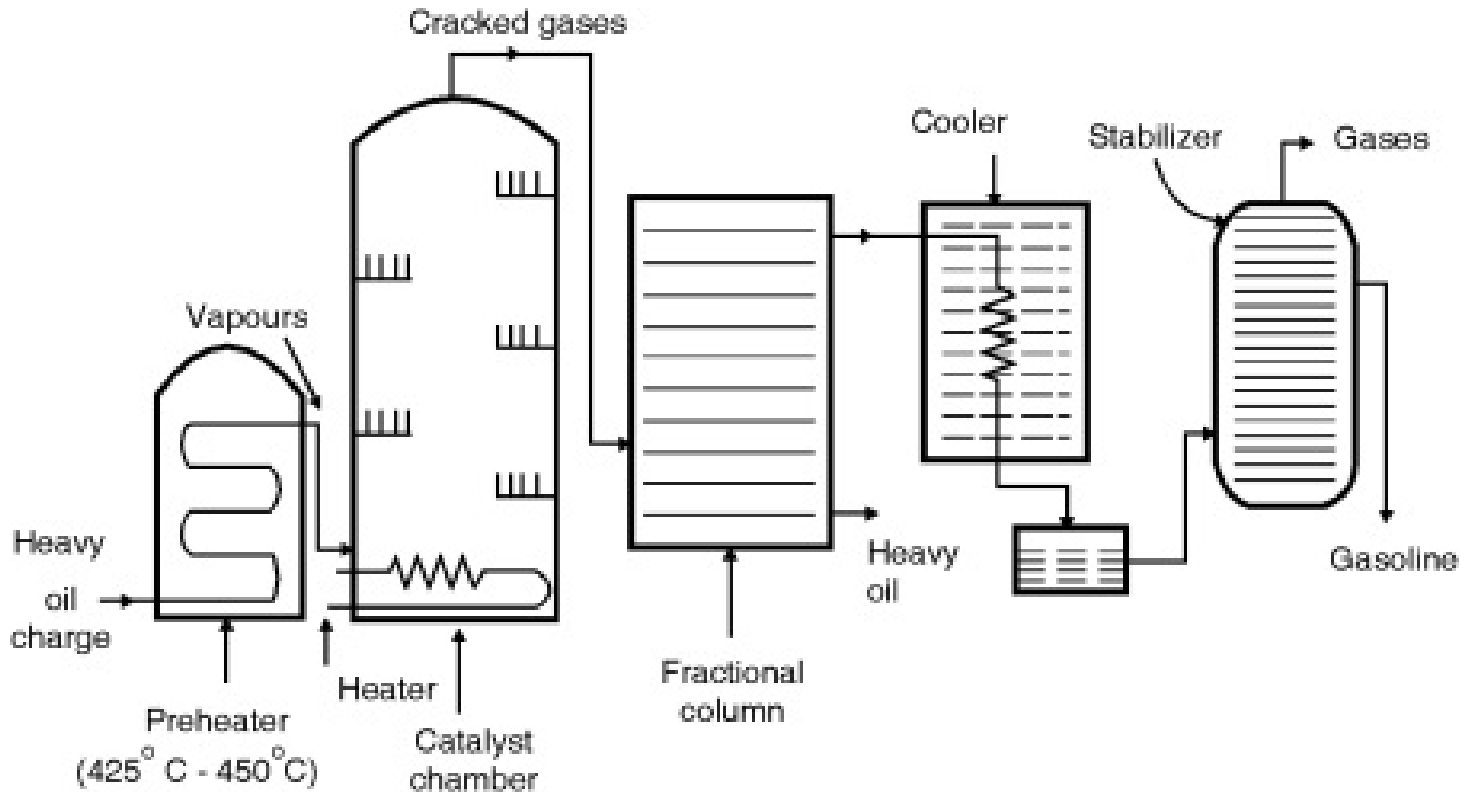 Cracked gases
Cooler
Stabilizer
Gases
Vapours
Heavy
oil
charge
Heavy
oil
Gasoline
Heater
Fractional
column
Preheater
(425° C - 450°C)
Catalyst
chamber